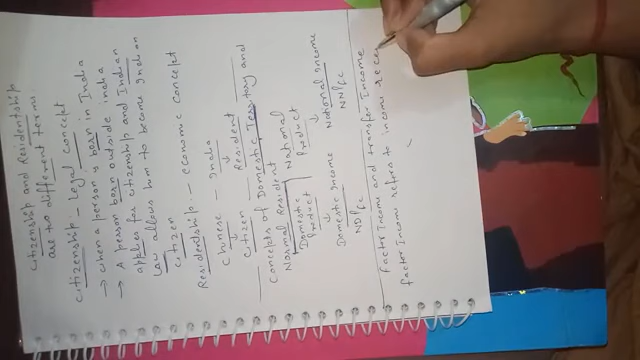 Citizenship and Residentship
are two different terms.
Citizenship - Legal Concept
→ When a person is born in India
→ A person born outside india
applies for citizenship and Indian
law allows him to become Indian
citizen
Residentship. - economic concept
Chinese - India
↓ ↓
Citizen Resident
Concepts of Domestic Territory and
Normal Resident
Domestic Product National Product
↓ ↓
Domestic Income National Income
NDPFC NNPFC
Factor Income and transfer Income
Factor Income refers to income rece